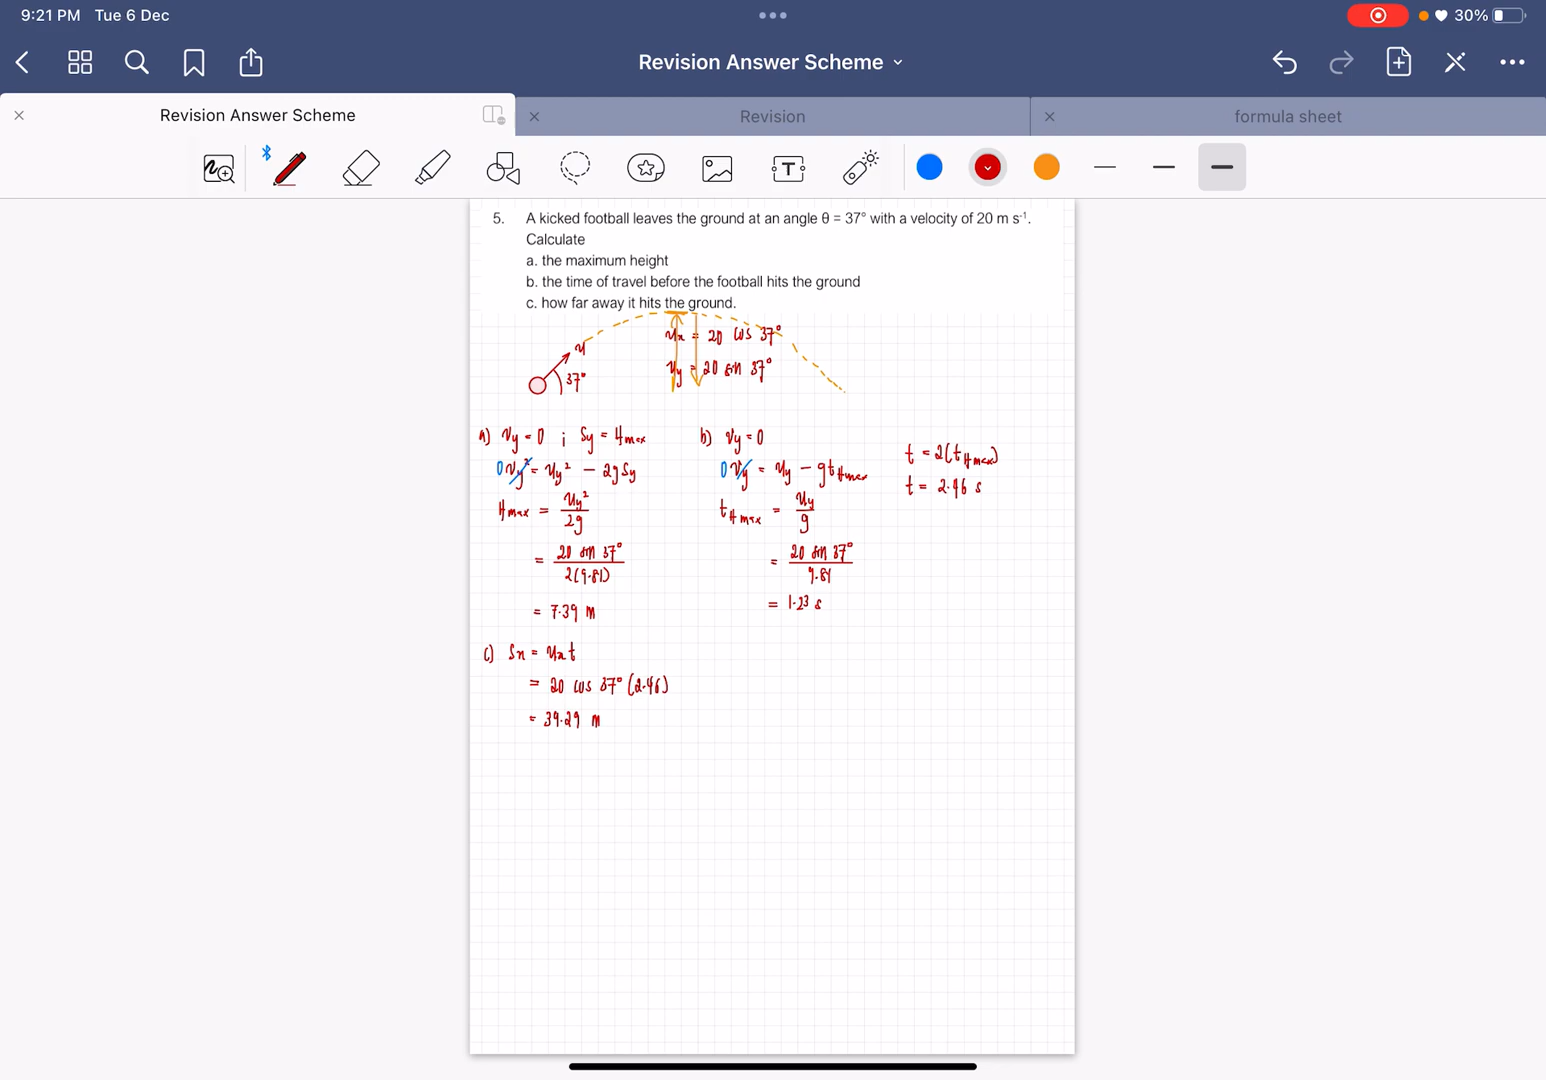 9:21 PM Tue 6 Dec
30%
Revision Answer Scheme
Revision Answer Scheme
Revision
formula sheet
T
5. A kicked football leaves the ground at an angle θ = 37° with a velocity of 20 m s⁻¹.
Calculate
a. the maximum height
b. the time of travel before the football hits the ground
c. how far away it hits the ground.
u
37°
ux = 20 cos 37°
uy = 20 sin 37°
a) Vy = 0 ; Sy = Hmax
0 Vy² = uy² − 2gSy
Hmax = uy² / 2g
= 20 sin 37° / 2(9.81)
= 7.39 m
b) Vy = 0
0 Vy = uy − gtHmax
tHmax = uy / g
= 20 sin 37° / 9.81
= 1.23 s
t = 2(tHmax)
t = 2.46 s
c) Sx = uxt
= 20 cos 37° (2.46)
= 39.29 m